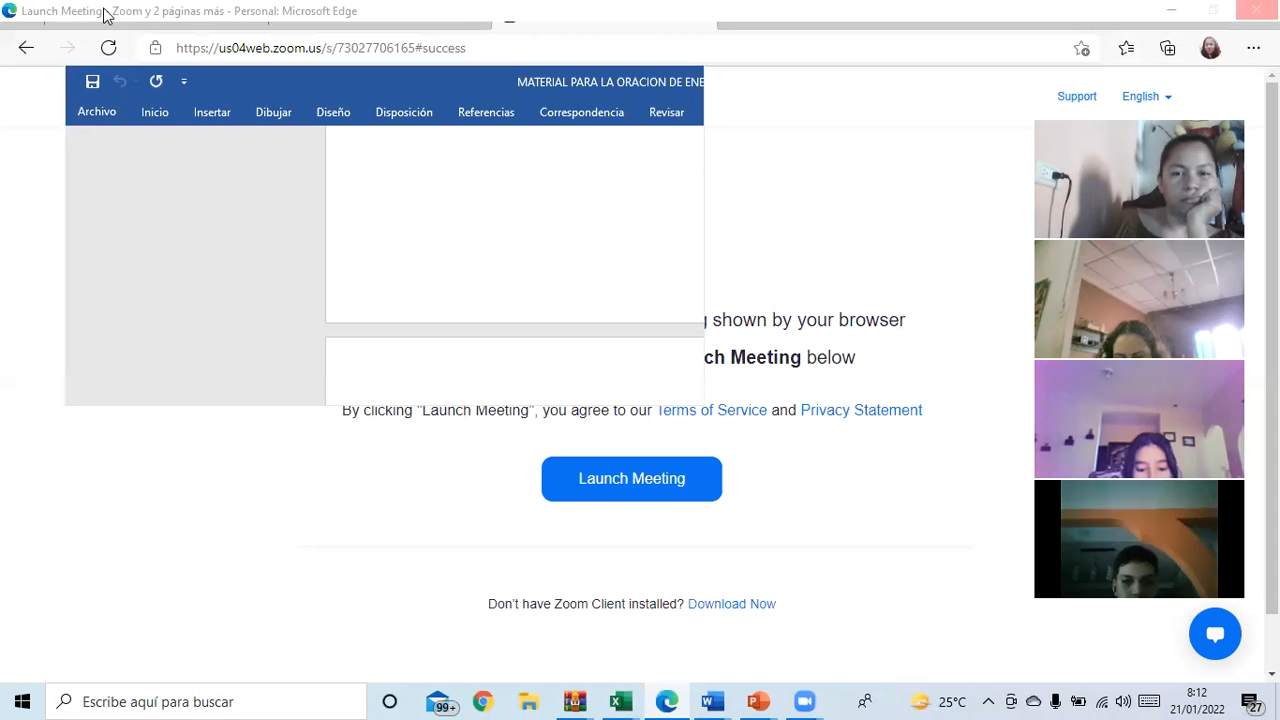 Launch Meeting - Zoom y 2 páginas más - Personal: Microsoft Edge
https://us04web.zoom.us/s/73027706165#success
MATERIAL PARA LA ORACION DE ENE
Archivo Inicio Insertar Dibujar Diseño Disposición Referencias Correspondencia Revisar
Support English
shown by your browser
ch Meeting below
By clicking "Launch Meeting", you agree to our Terms of Service and Privacy Statement
Launch Meeting
Don't have Zoom Client installed? Download Now
Escribe aquí para buscar
99+
25°C
8:12
21/01/2022
27